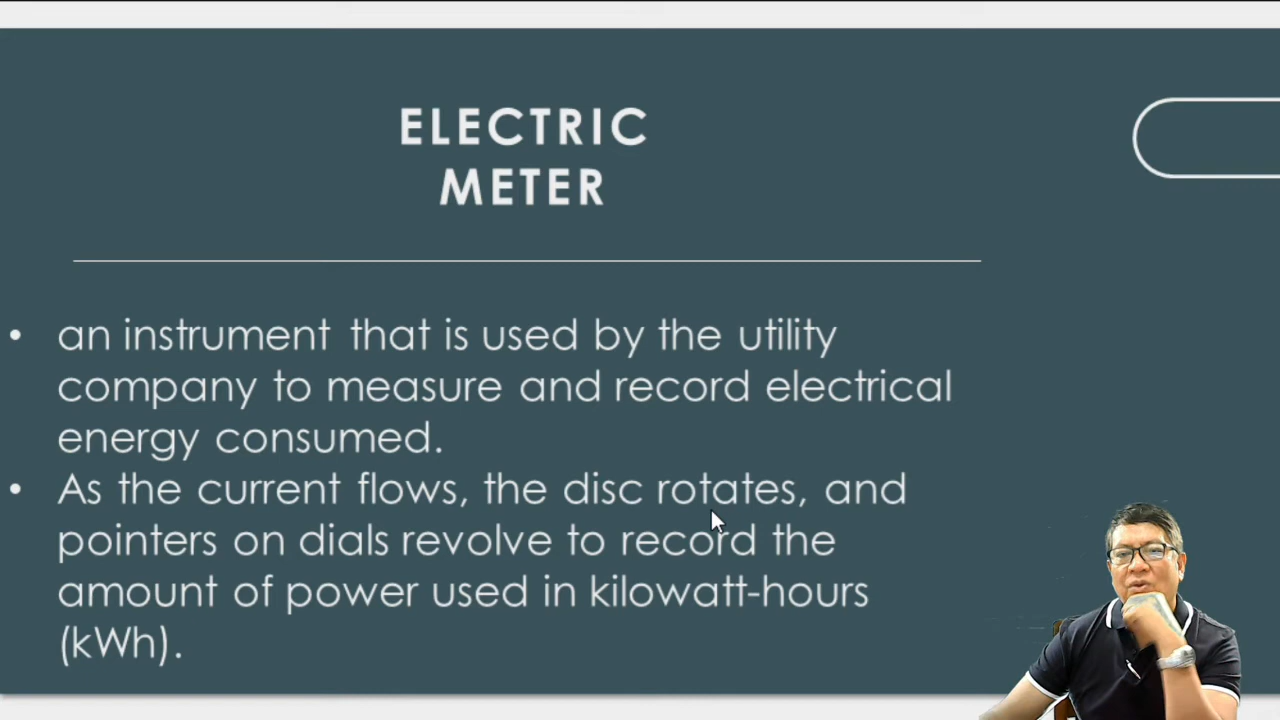 ELECTRIC
METER
• an instrument that is used by the utility
company to measure and record electrical
energy consumed.
• As the current flows, the disc rotates, and
pointers on dials revolve to record the
amount of power used in kilowatt-hours
(kWh).